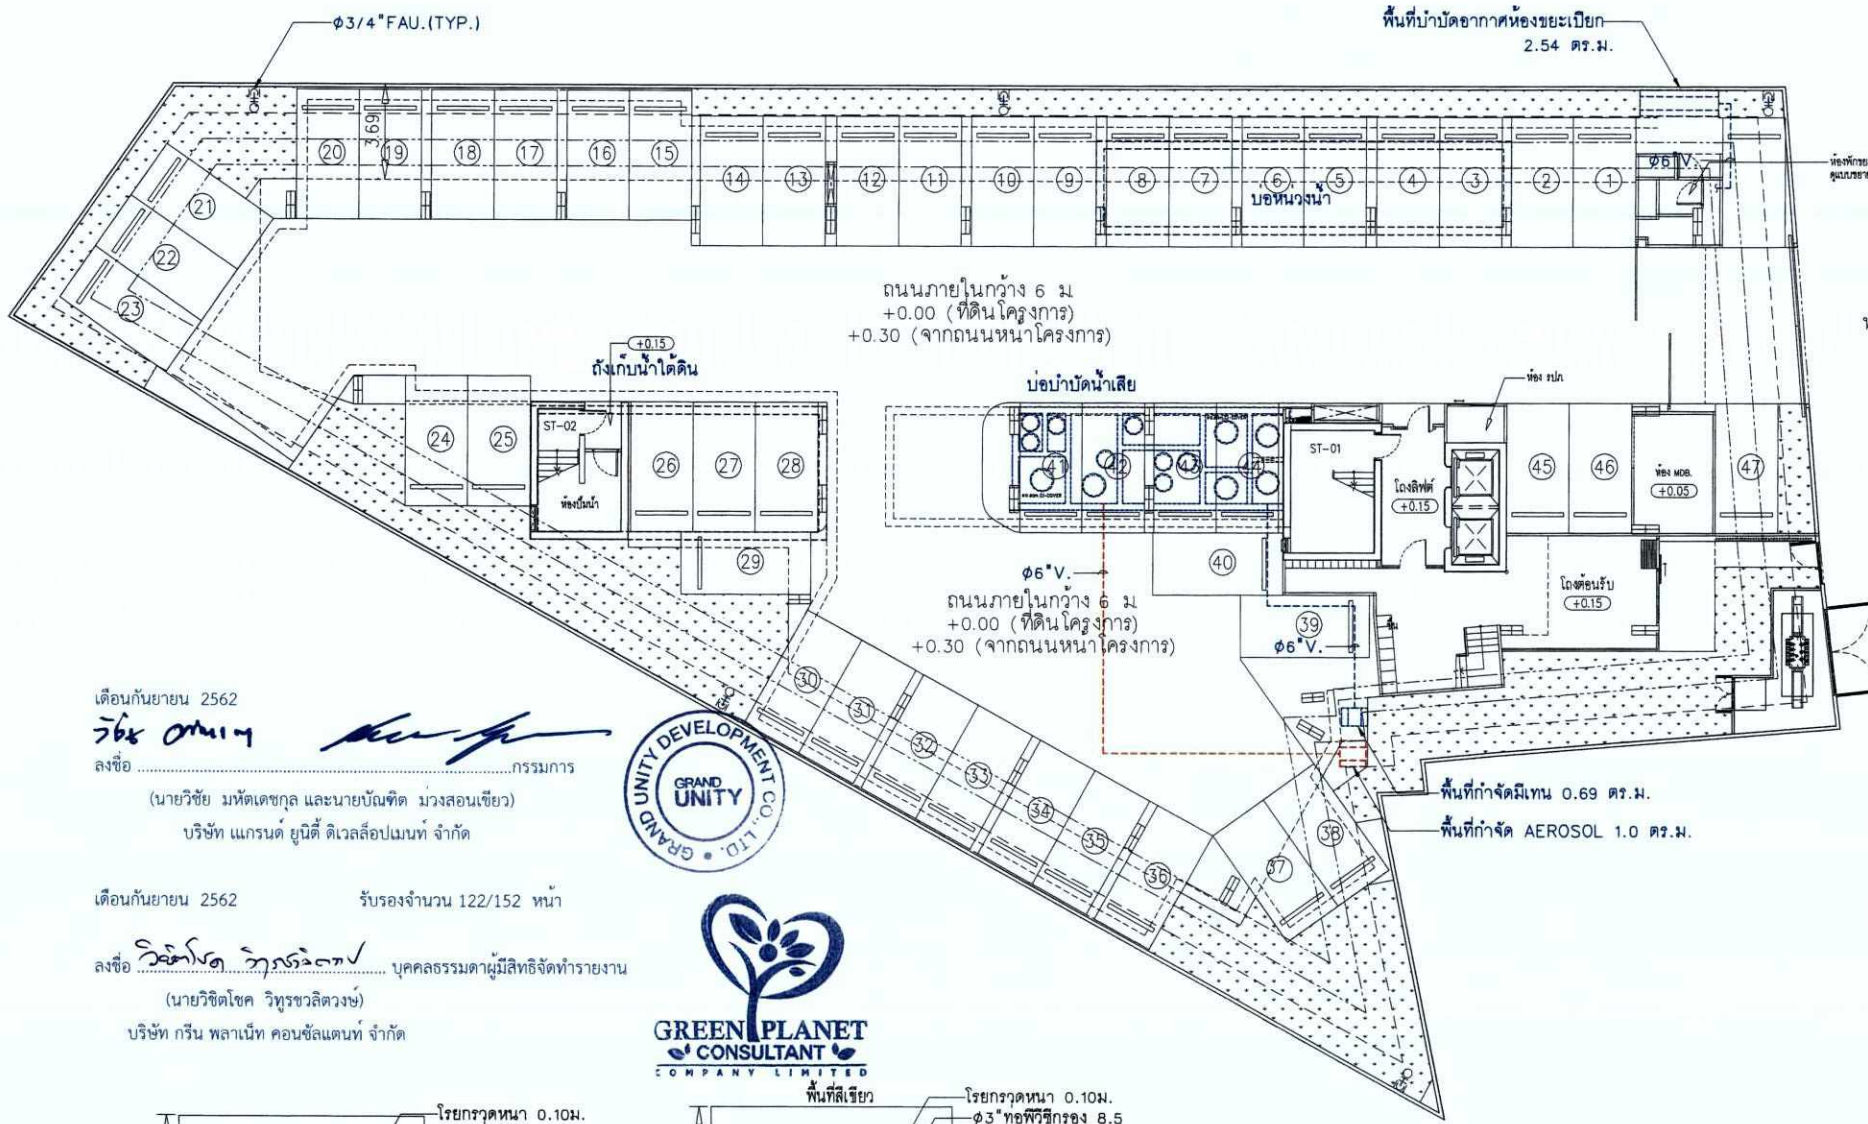 φ3/4"FAU.(TYP.)
พื้นที่บำบัดอากาศห้องขยะเปียก
2.54 ตร.ม.
3.69
20 19 18 17 16 15 14 13 12 11 10 9 8 7 6 5 4 3 2 1
φ6"V.
บ่อหน่วงน้ำ
21
22
23
ถนนภายในกว้าง 6 ม
+0.00 (ที่ดินโครงการ)
+0.30 (จากถนนหน้าโครงการ)
+0.15
ถังเก็บน้ำใต้ดิน
บ่อบำบัดน้ำเสีย
ห้อง รปภ.
24 25
ST-02
ห้องปั๊มน้ำ
26 27 28
29
41 42 43 44
ST-01
โถงลิฟต์
+0.15
45 46
ห้อง MDB.
+0.05
47
40
φ6"V.
ถนนภายในกว้าง 6 ม
+0.00 (ที่ดินโครงการ)
+0.30 (จากถนนหน้าโครงการ)
39
φ6"V.
โถงต้อนรับ
+0.15
30 31 32 33 34 35 36 37 38
พื้นที่กำจัดมีเทน 0.69 ตร.ม.
พื้นที่กำจัด AEROSOL 1.0 ตร.ม.
เดือนกันยายน 2562
ลงชื่อ กรรมการ
(นายวิชัย มหัตเดชกุล และนายบัณฑิต ม่วงสอนเขียว)
บริษัท แกรนด์ ยูนิตี้ ดิเวลล็อปเมนท์ จำกัด
GRAND UNITY DEVELOPMENT CO., LTD.
GRAND
UNITY
เดือนกันยายน 2562 รับรองจำนวน 122/152 หน้า
ลงชื่อ บุคคลธรรมดาผู้มีสิทธิจัดทำรายงาน
(นายวิชิตโชค วิทูรชวลิตวงษ์)
บริษัท กรีน พลาเน็ท คอนซัลแตนท์ จำกัด
GREEN PLANET
CONSULTANT
COMPANY LIMITED
โรยกรวดหนา 0.10ม.
พื้นที่สีเขียว
โรยกรวดหนา 0.10ม.
φ3"ท่อพีวีซีกรอง 8.5